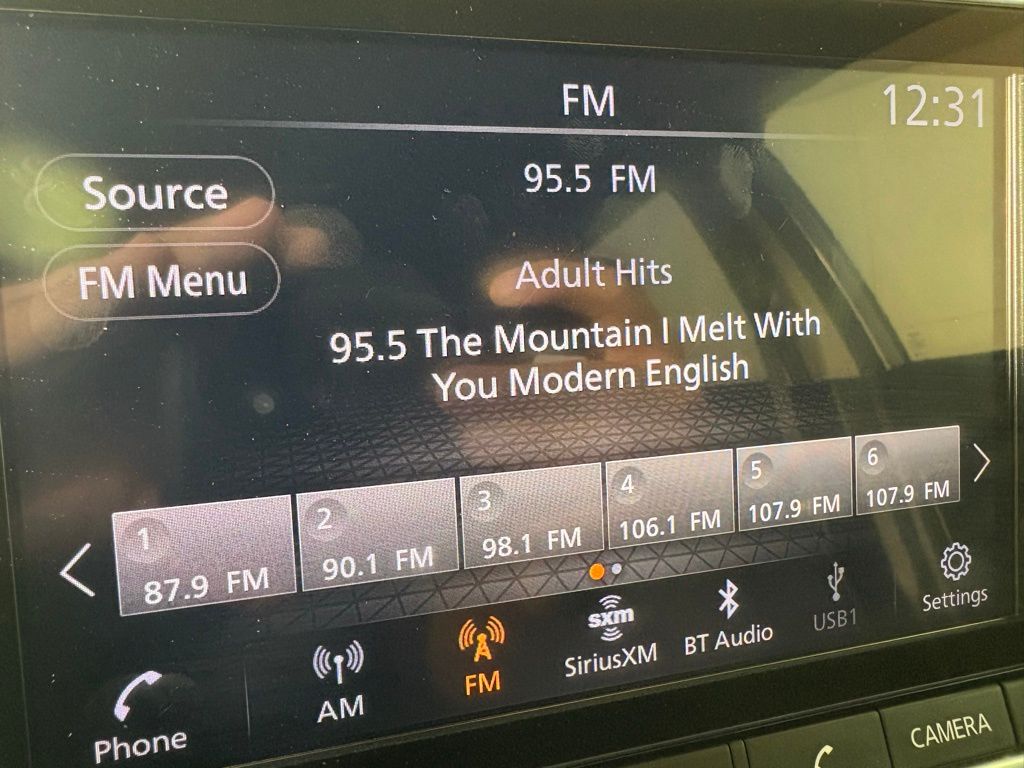 FM
12:31
Source
95.5 FM
FM Menu
Adult Hits
95.5 The Mountain I Melt With
You Modern English
1
87.9 FM
2
90.1 FM
3
98.1 FM
4
106.1 FM
5
107.9 FM
6
107.9 FM
Phone
AM
FM
sxm
SiriusXM
BT Audio
USB1
Settings
CAMERA